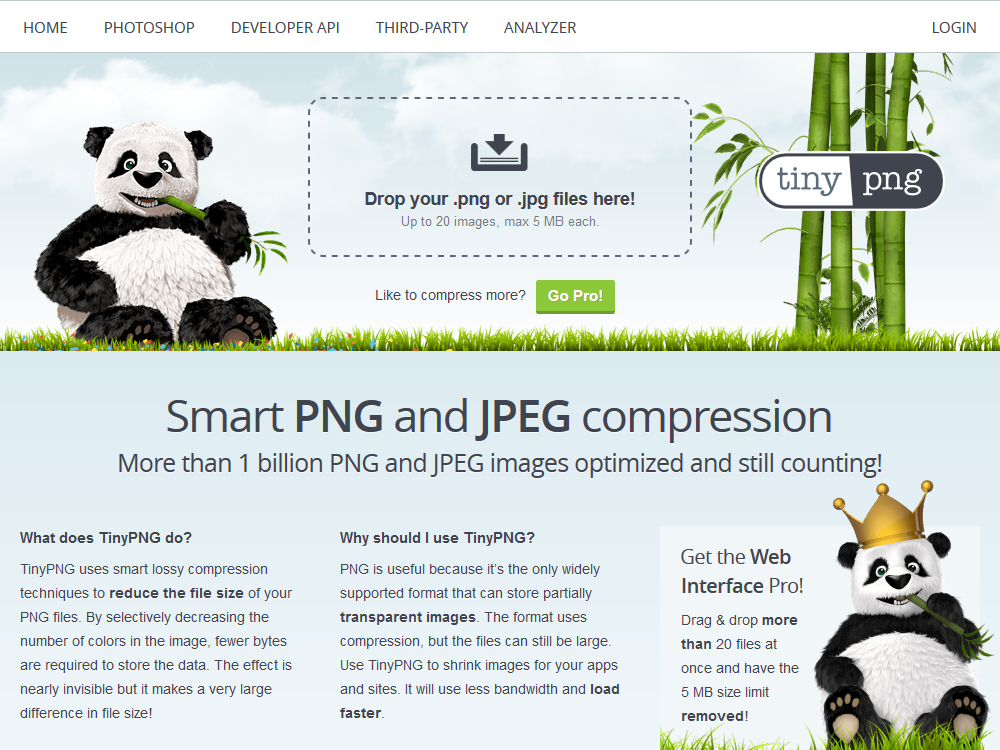 HOME PHOTOSHOP DEVELOPER API THIRD-PARTY ANALYZER LOGIN
Drop your .png or .jpg files here!
Up to 20 images, max 5 MB each.
tiny png
Like to compress more? Go Pro!
Smart PNG and JPEG compression
More than 1 billion PNG and JPEG images optimized and still counting!
What does TinyPNG do?
TinyPNG uses smart lossy compression
techniques to reduce the file size of your
PNG files. By selectively decreasing the
number of colors in the image, fewer bytes
are required to store the data. The effect is
nearly invisible but it makes a very large
difference in file size!
Why should I use TinyPNG?
PNG is useful because it's the only widely
supported format that can store partially
transparent images. The format uses
compression, but the files can still be large.
Use TinyPNG to shrink images for your apps
and sites. It will use less bandwidth and load
faster.
Get the Web
Interface Pro!
Drag & drop more
than 20 files at
once and have the
5 MB size limit
removed!